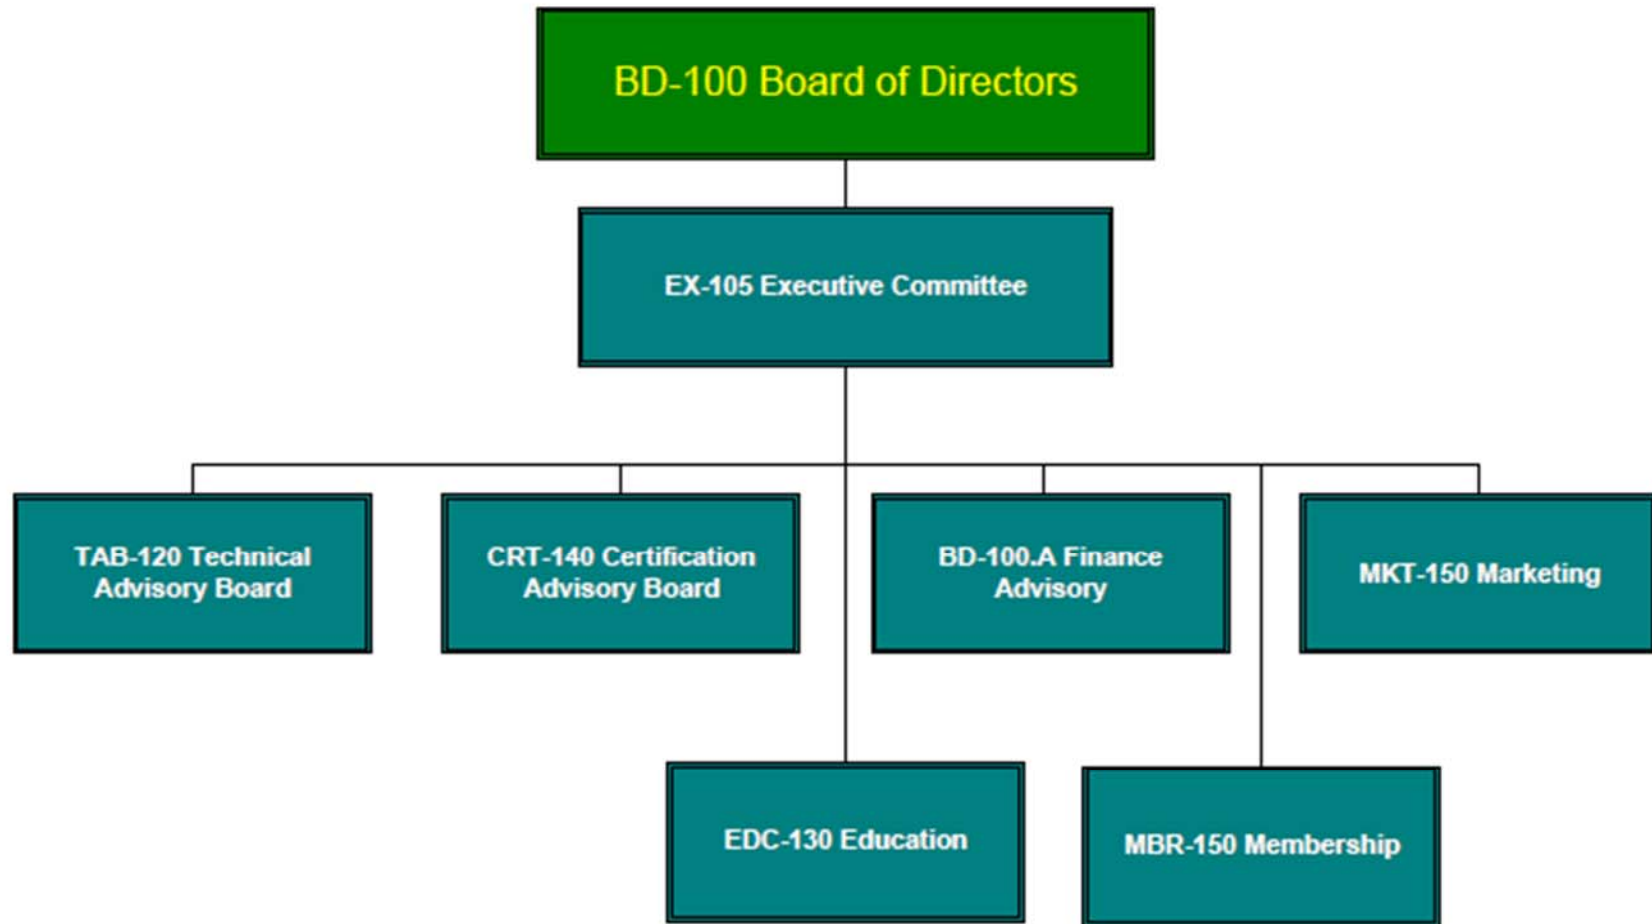 BD-100 Board of Directors
EX-105 Executive Committee
TAB-120 Technical
Advisory Board
CRT-140 Certification
Advisory Board
BD-100.A Finance
Advisory
MKT-150 Marketing
EDC-130 Education
MBR-150 Membership